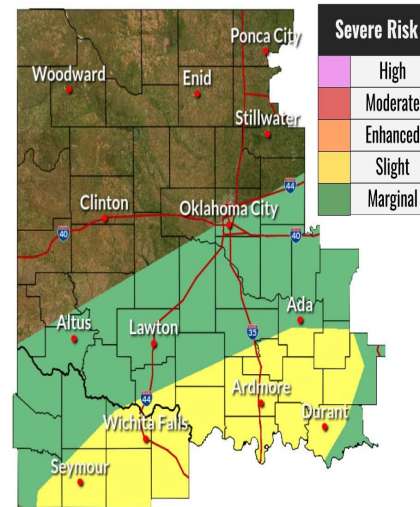 Ponca City
Severe Risk
High
Woodward
Enid
Moderate
Enhanced
Stillwater
Slight
44
Marginal
Clinton
Oklahoma City
40
40
Ada
Altus
Lawton
35
44
Ardmore
Durant
Wichita Falls
Seymour